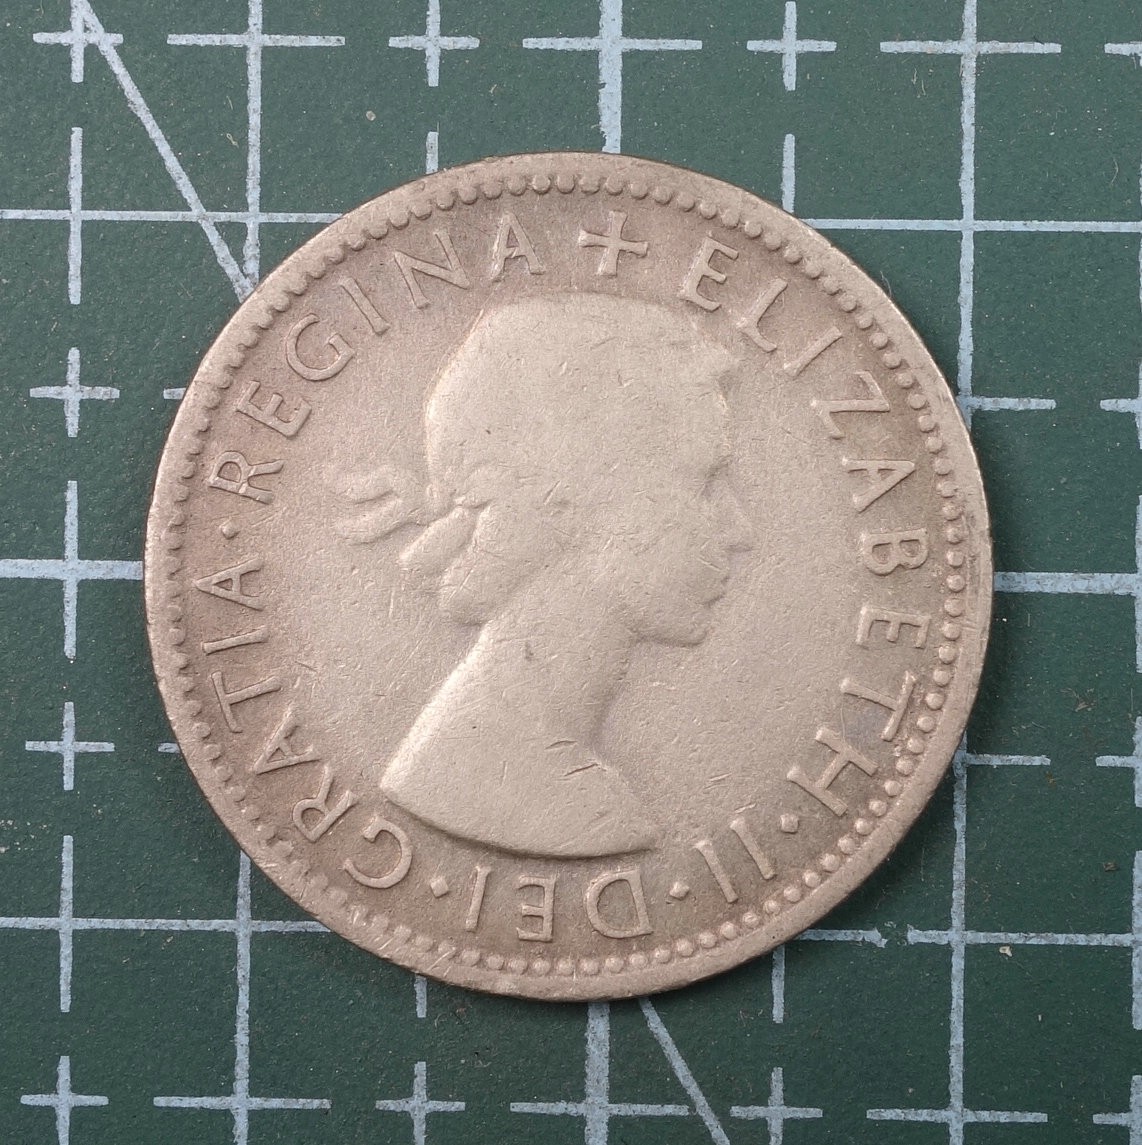 + ELIZABETH · II · DEI · GRATIA · REGINA